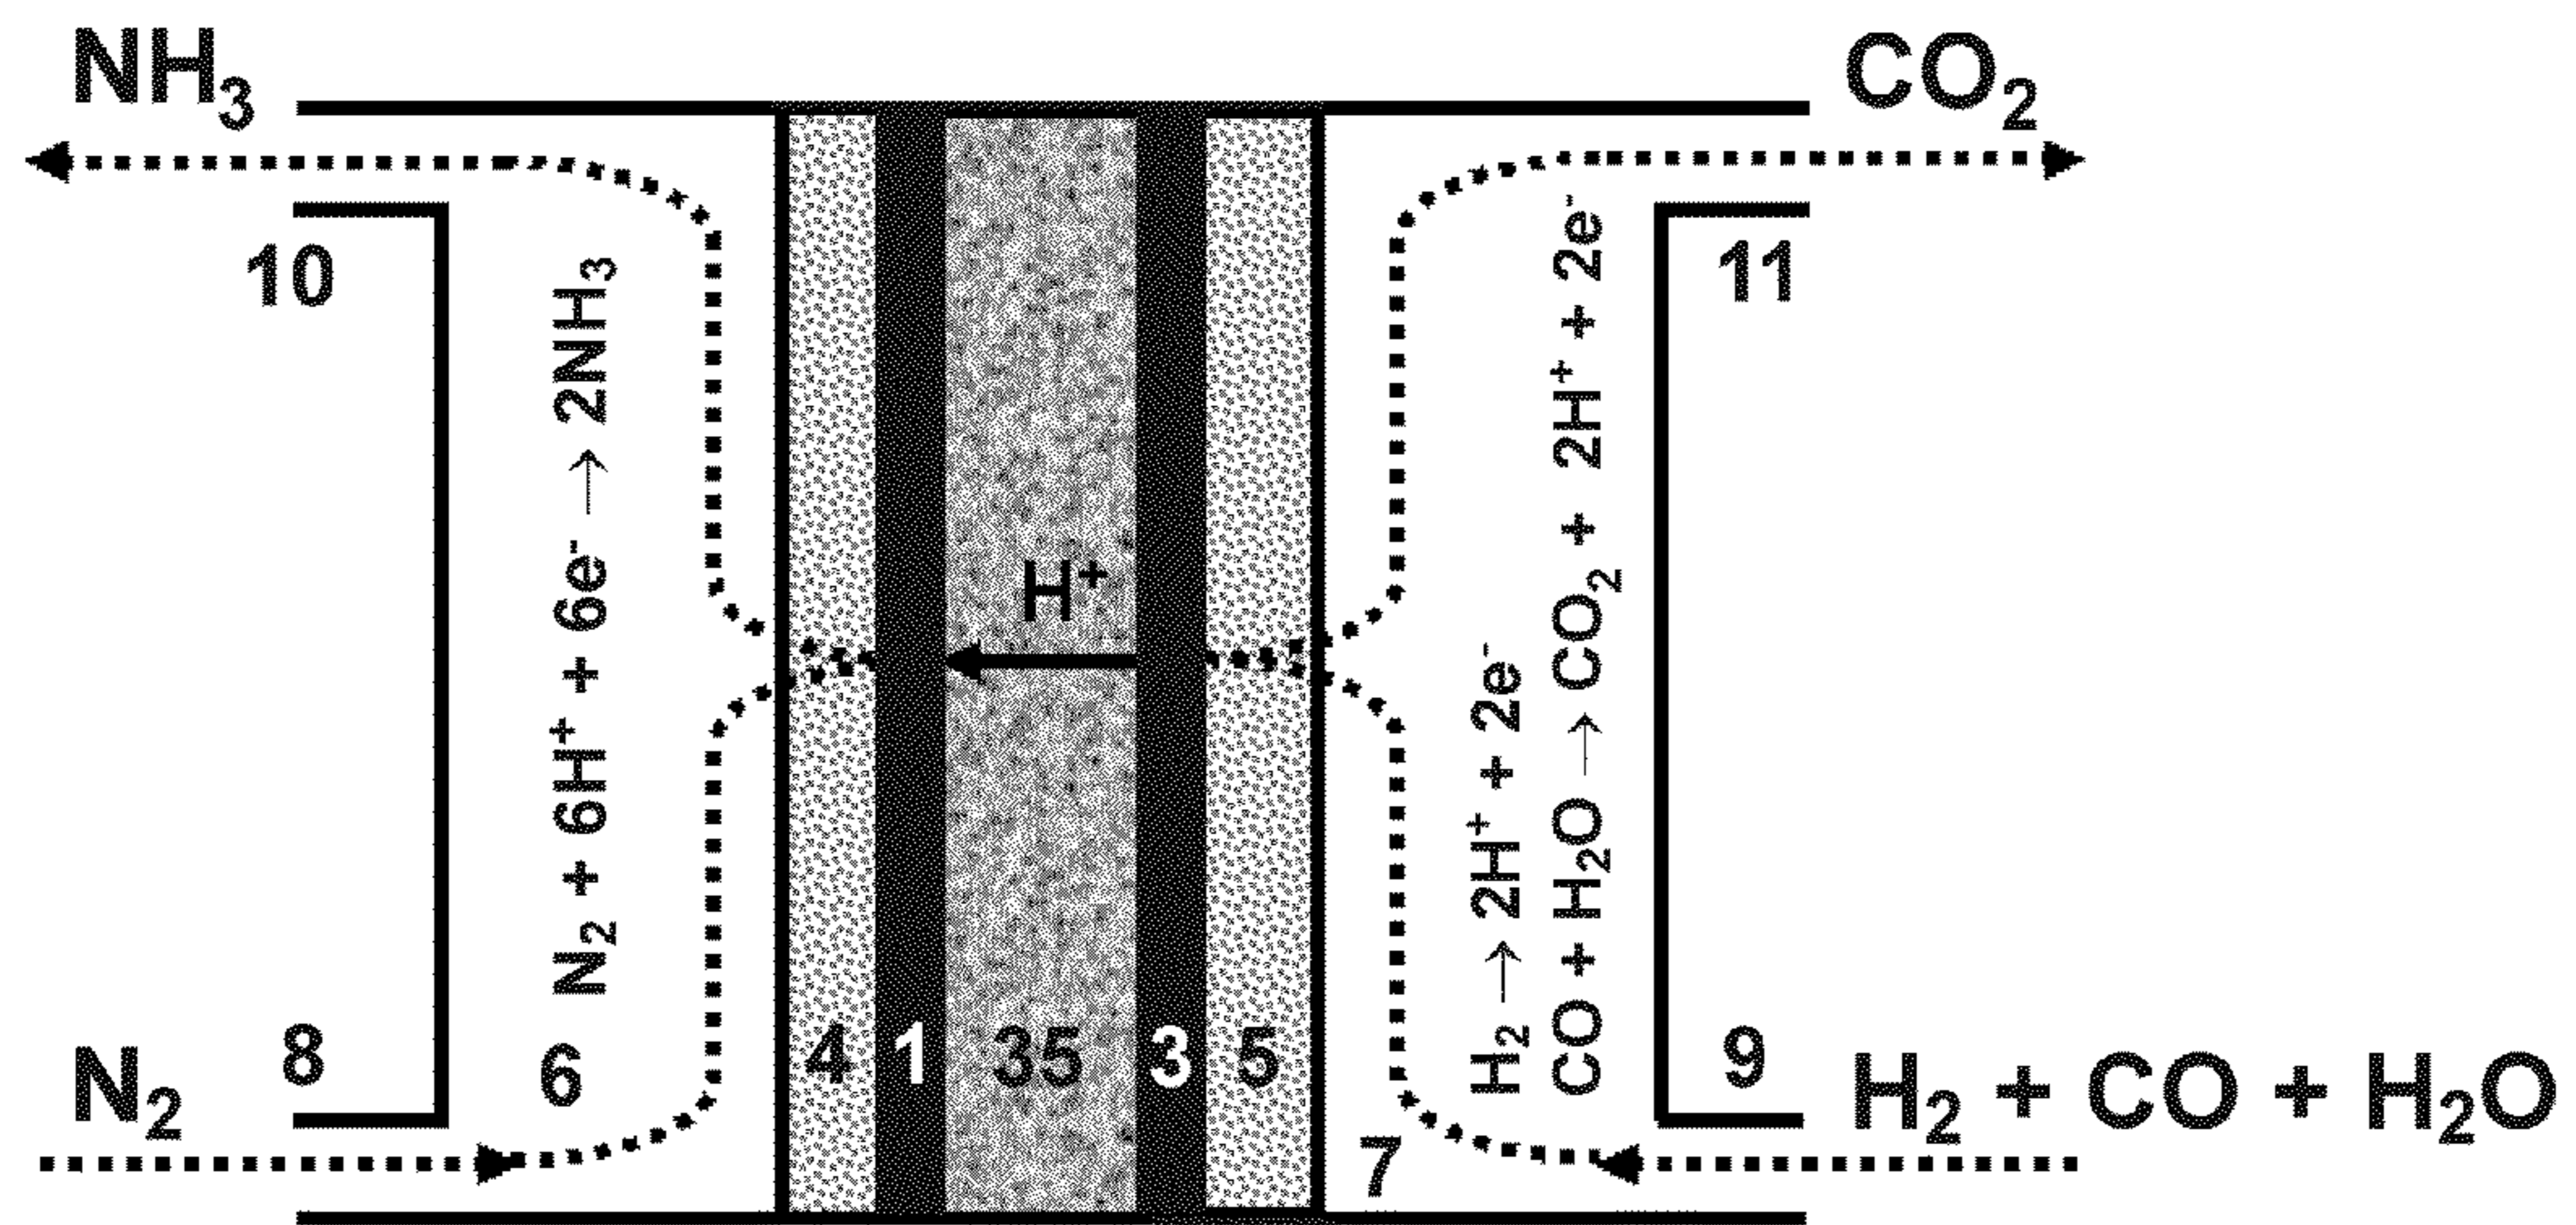 NH₃
CO₂
10
11
N₂ + 6H⁺ + 6e⁻ → 2NH₃
H⁺
H₂ → 2H⁺ + 2e⁻
CO + H₂O → CO₂ + 2H⁺ + 2e⁻
8
6
4
1
35
3
5
7
9
N₂
H₂ + CO + H₂O